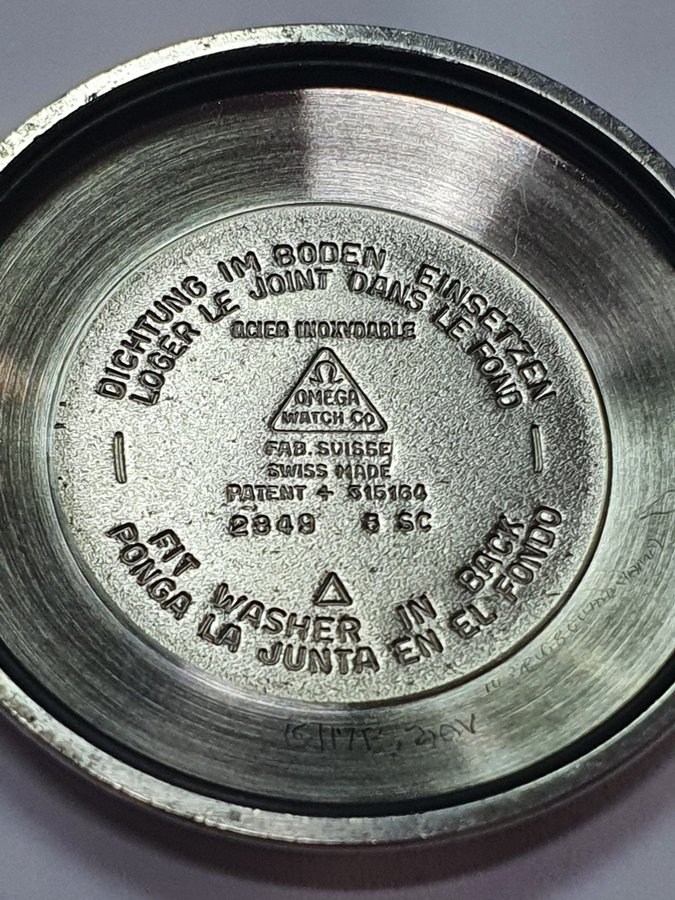 DICHTUNG IM BODEN EINSETZEN
LOGER LE JOINT DANS LE FOND
ACIER INOXYDABLE
Ω
OMEGA
WATCH Co
FAB. SUISSE
SWISS MADE
PATENT + 315164
2849 5 SC
FIT WASHER IN BACK
PONGA LA JUNTA EN EL FONDO